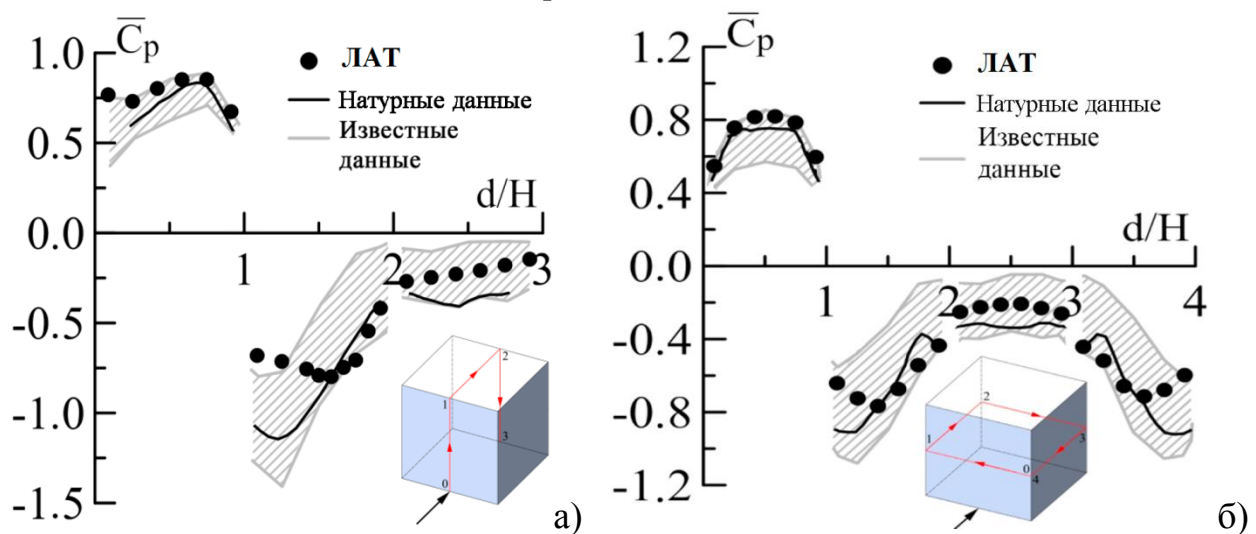 C̅p
1.0
0.5
0.0
-0.5
-1.0
-1.5
ЛАТ
Натурные данные
Известные
данные
d/H
1
2
3
0
1
2
3
а)
C̅p
1.2
0.8
0.4
0.0
-0.4
-0.8
-1.2
ЛАТ
Натурные данные
Известные
данные
d/H
1
2
3
4
0
1
2
3
4
б)